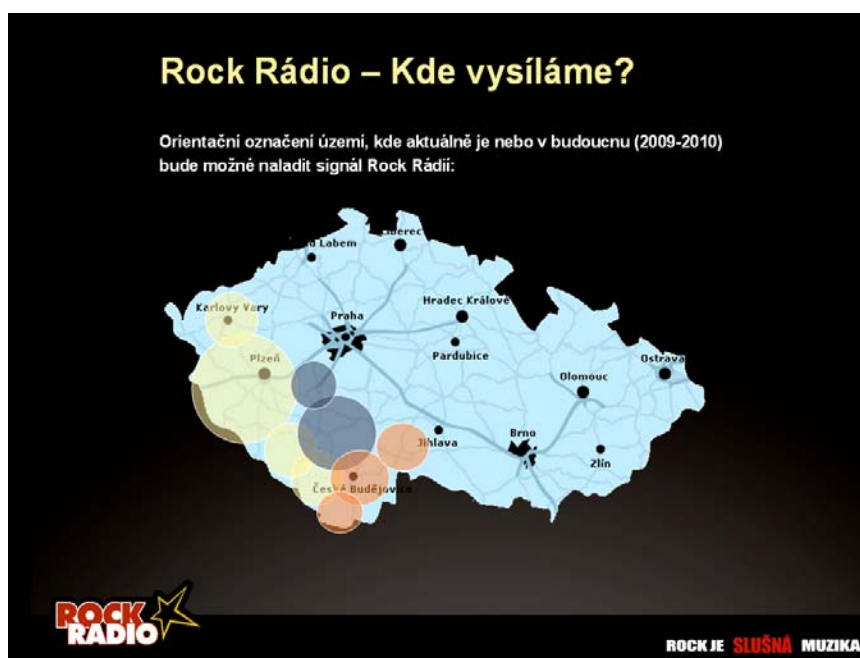 Rock Rádio – Kde vysíláme?
Orientační označení území, kde aktuálně je nebo v budoucnu (2009-2010)
bude možné naladit signál Rock Rádií:
Labem
Karlovy Vary
Praha
Hradec Králové
Pardubice
Plzeň
Ostrava
Olomouc
Jihlava
Brno
Zlín
České Budějovice
ROCK
RADIO
ROCK JE SLUŠNÁ MUZIKA